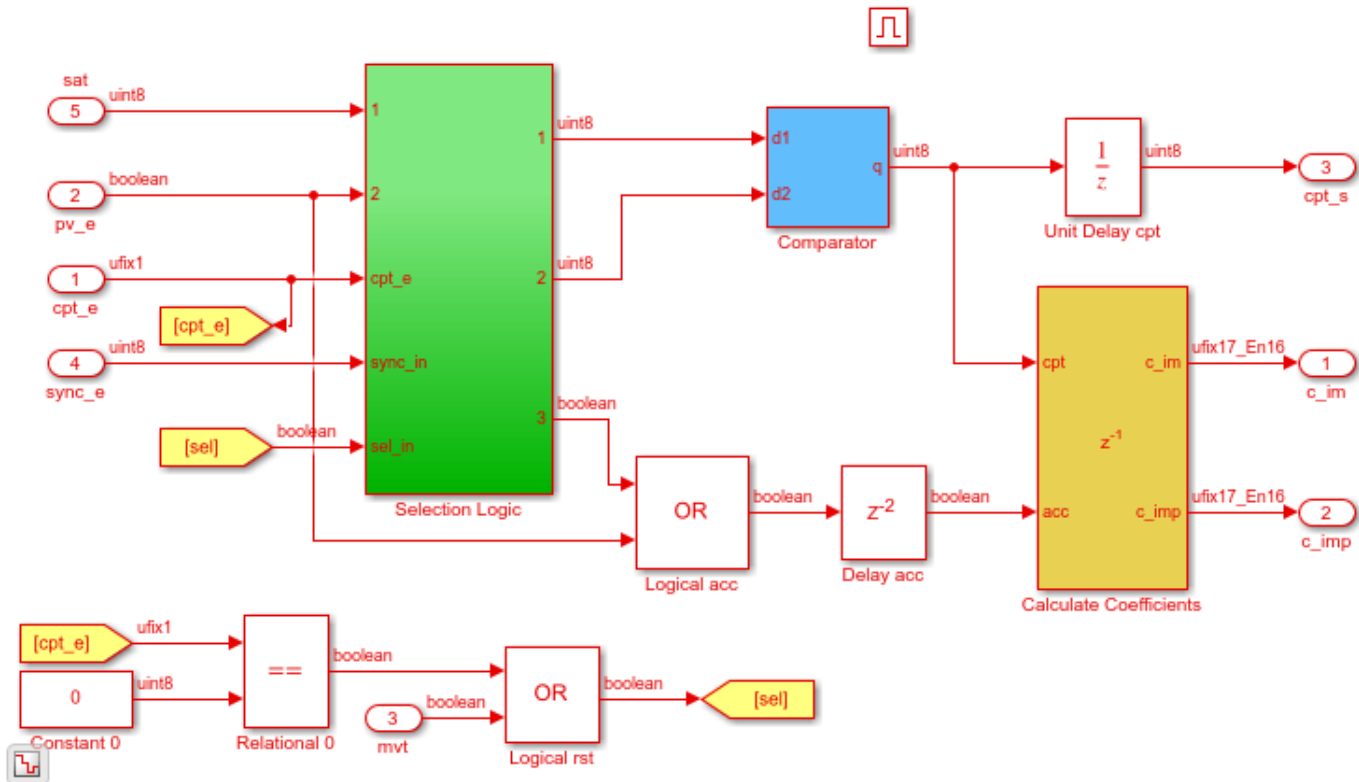 sat
5
uint8
2
boolean
pv_e
1
ufix1
cpt_e
[cpt_e]
4
uint8
sync_e
[sel]
boolean
1
2
cpt_e
sync_in
sel_in
1
2
3
Selection Logic
uint8
uint8
boolean
d1
d2
q
Comparator
uint8
1
z
Unit Delay cpt
uint8
3
cpt_s
OR
Logical acc
boolean
z-2
Delay acc
boolean
cpt
acc
z-1
c_im
c_imp
Calculate Coefficients
ufix17_En16
1
c_im
ufix17_En16
2
c_imp
[cpt_e]
ufix1
0
uint8
Constant 0
==
Relational 0
boolean
3
mvt
boolean
OR
Logical rst
boolean
[sel]